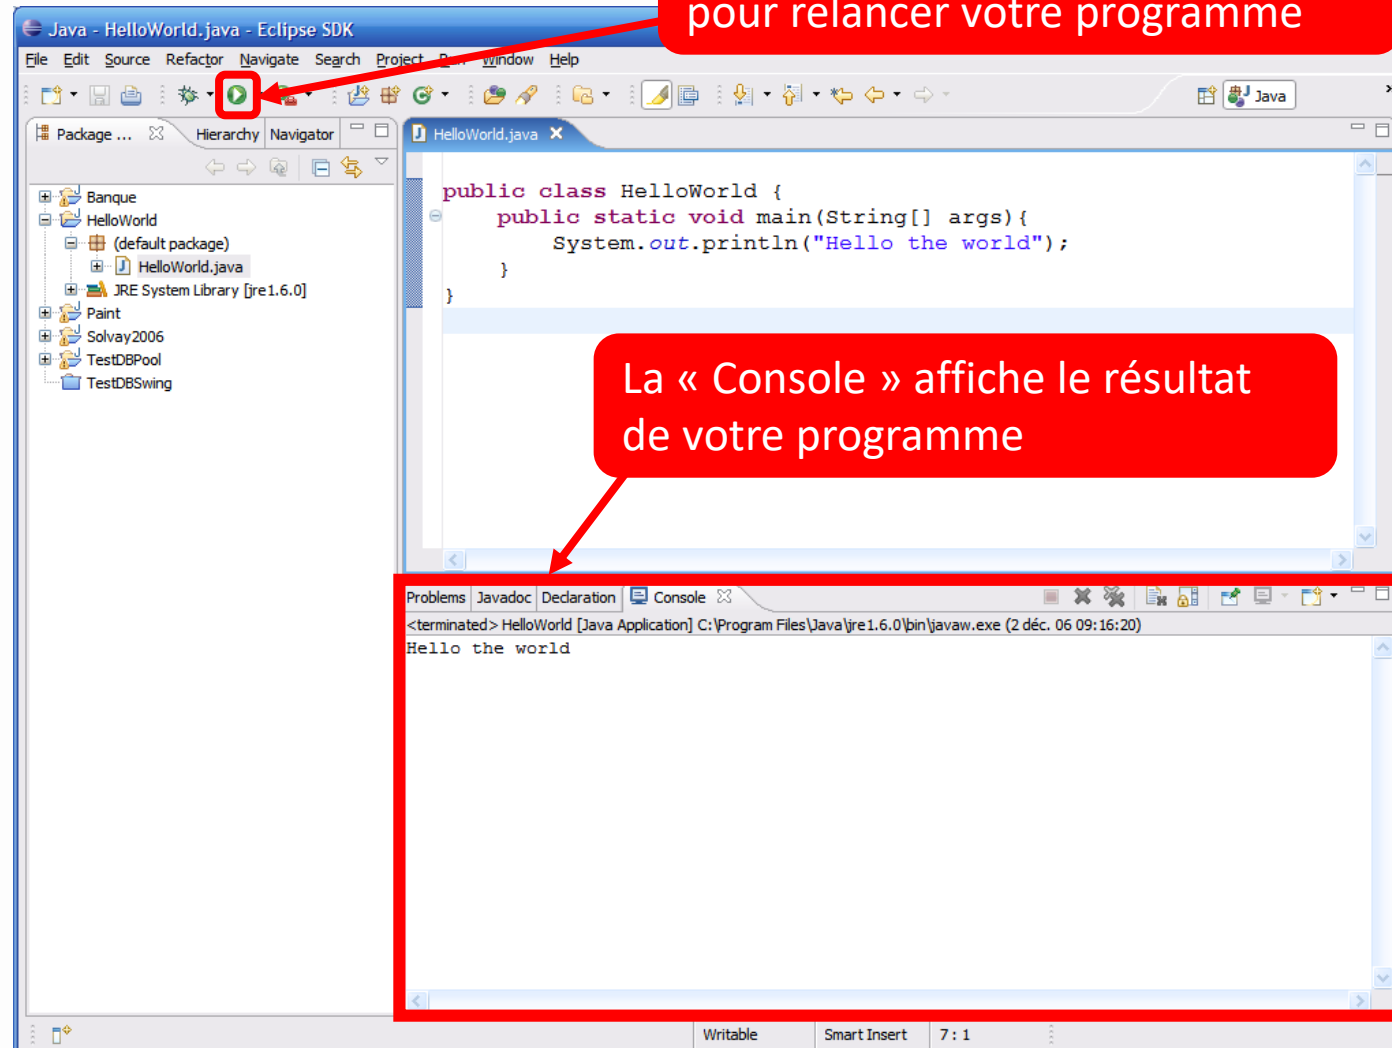 pour relancer votre programme
Java - HelloWorld.java - Eclipse SDK
File Edit Source Refactor Navigate Search Project Run Window Help
Java
Package ... Hierarchy Navigator
HelloWorld.java
Banque
HelloWorld
(default package)
HelloWorld.java
JRE System Library [jre1.6.0]
Paint
Solvay2006
TestDBPool
TestDBSwing
public class HelloWorld {
public static void main(String[] args){
System.out.println("Hello the world");
}
}
La « Console » affiche le résultat
de votre programme
Problems Javadoc Declaration Console
<terminated> HelloWorld [Java Application] C:\Program Files\Java\jre1.6.0\bin\javaw.exe (2 déc. 06 09:16:20)
Hello the world
Writable Smart Insert 7 : 1